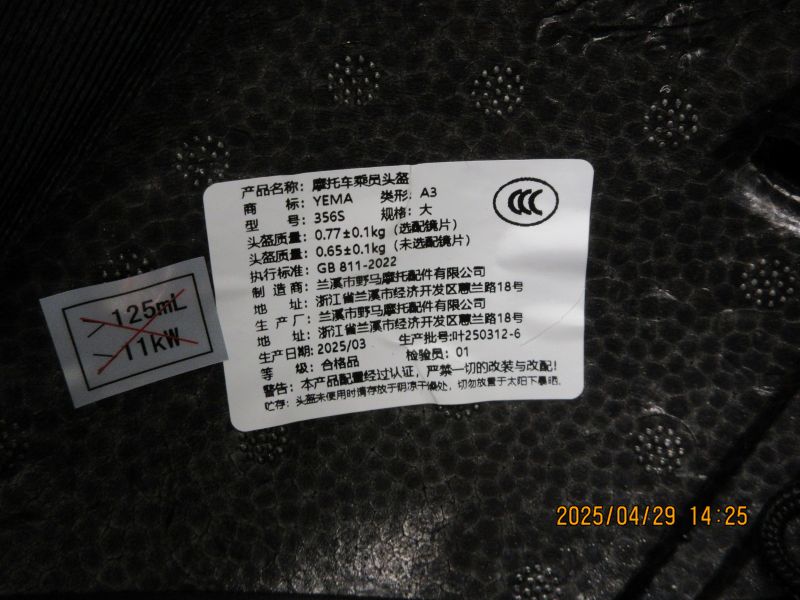 产品名称：摩托车乘员头盔
商 标：YEMA 类形：A3
型 号：356S 规格：大
头盔质量：0.77±0.1kg（选配镜片）
头盔质量：0.65±0.1kg（未选配镜片）
执行标准：GB 811-2022
制 造 商：兰溪市野马摩托配件有限公司
地 址：浙江省兰溪市经济开发区蕙兰路18号
生 产 厂：兰溪市野马摩托配件有限公司
地 址：浙江省兰溪市经济开发区蕙兰路18号
生产日期：2025/03 生产批号:叶250312-6
等 级：合格品 检验员：01
警告：本产品配置经过认证，严禁一切的改装与改配！
贮存：头盔未使用时请存放于阴凉干燥处，切勿放置于太阳下暴晒。
CCC
＞125mL
＞11kW
2025/04/29 14:25